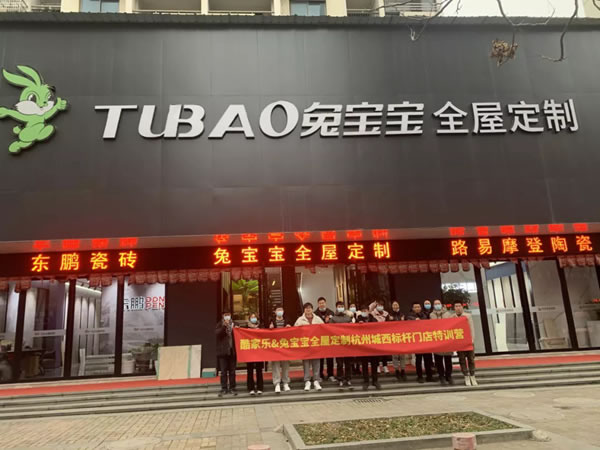 TUBAO兔宝宝 全屋定制
东鹏瓷砖
兔宝宝全屋定制
路易摩登陶瓷
酷家乐&兔宝宝全屋定制杭州城西标杆门店特训营